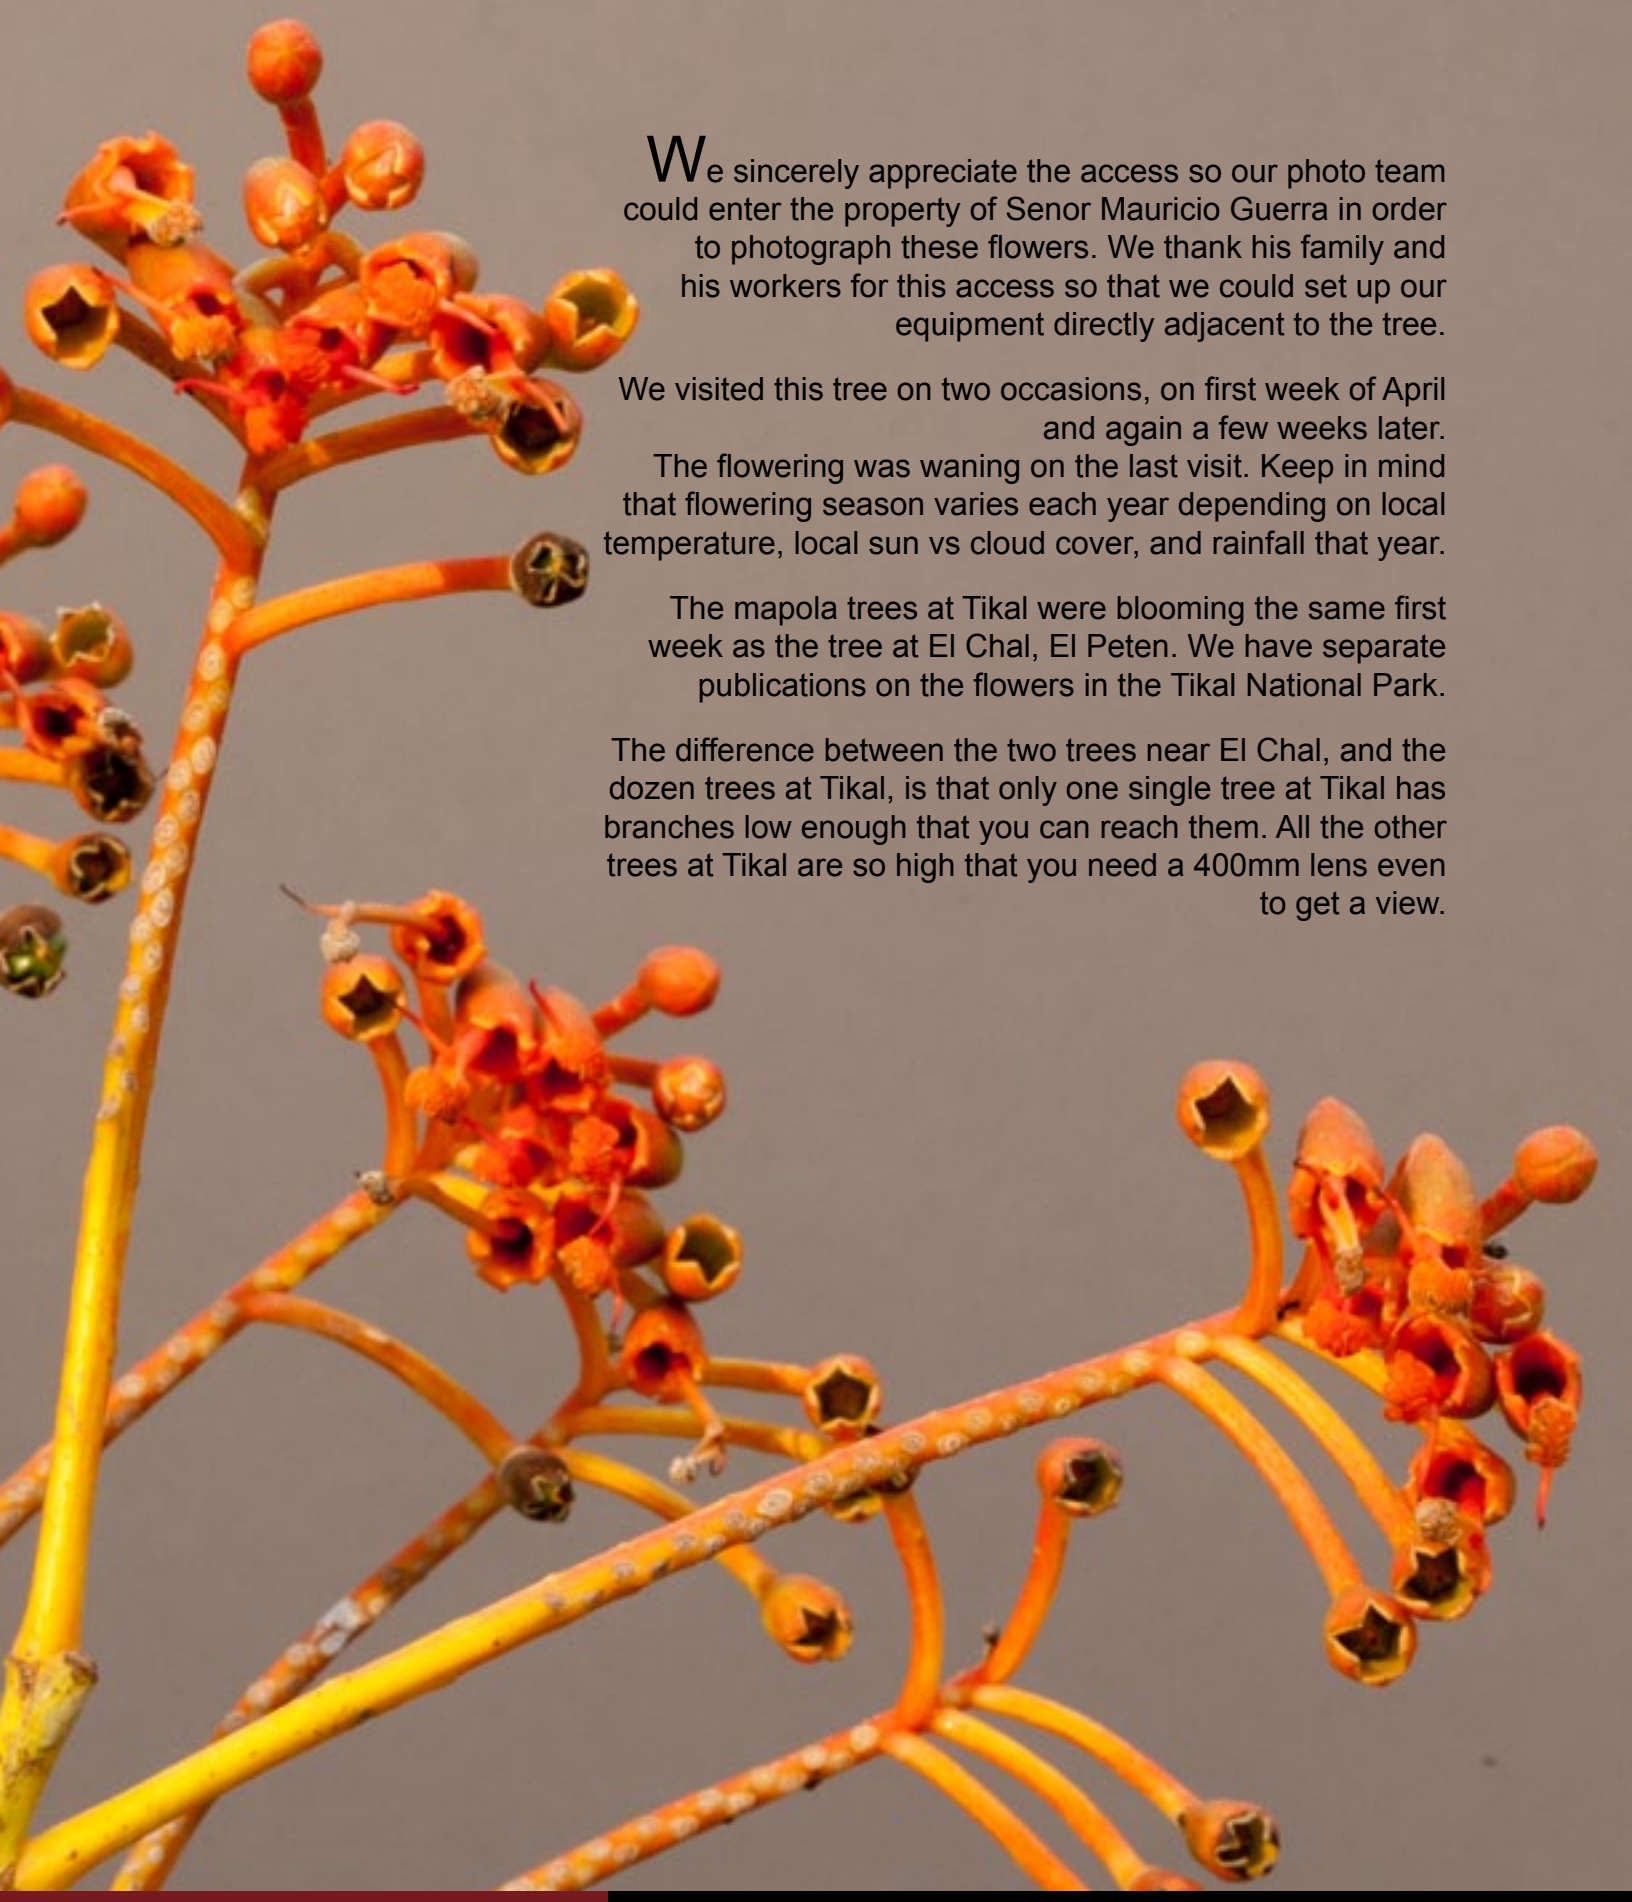 We sincerely appreciate the access so our photo team
could enter the property of Senor Mauricio Guerra in order
to photograph these flowers. We thank his family and
his workers for this access so that we could set up our
equipment directly adjacent to the tree.
We visited this tree on two occasions, on first week of April
and again a few weeks later.
The flowering was waning on the last visit. Keep in mind
that flowering season varies each year depending on local
temperature, local sun vs cloud cover, and rainfall that year.
The mapola trees at Tikal were blooming the same first
week as the tree at El Chal, El Peten. We have separate
publications on the flowers in the Tikal National Park.
The difference between the two trees near El Chal, and the
dozen trees at Tikal, is that only one single tree at Tikal has
branches low enough that you can reach them. All the other
trees at Tikal are so high that you need a 400mm lens even
to get a view.